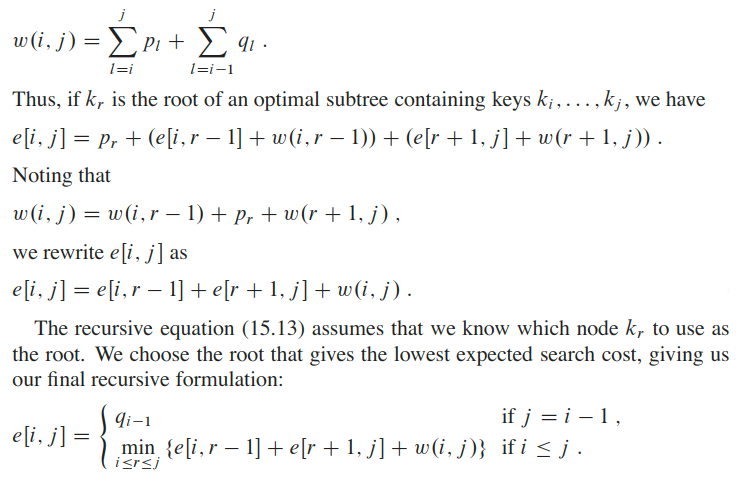 w(i, j) = \sum_{l=i}^{j} p_l + \sum_{l=i-1}^{j} q_l .
Thus, if k_r is the root of an optimal subtree containing keys k_i, . . . , k_j, we have
e[i, j] = p_r + (e[i, r − 1] + w(i, r − 1)) + (e[r + 1, j] + w(r + 1, j)) .
Noting that
w(i, j) = w(i, r − 1) + p_r + w(r + 1, j) ,
we rewrite e[i, j] as
e[i, j] = e[i, r − 1] + e[r + 1, j] + w(i, j) .
The recursive equation (15.13) assumes that we know which node k_r to use as
the root. We choose the root that gives the lowest expected search cost, giving us
our final recursive formulation:
e[i, j] = \begin{cases} q_{i-1} & \text{if } j = i − 1 , \\ \min_{i \le r \le j} \{e[i, r − 1] + e[r + 1, j] + w(i, j)\} & \text{if } i \le j . \end{cases}